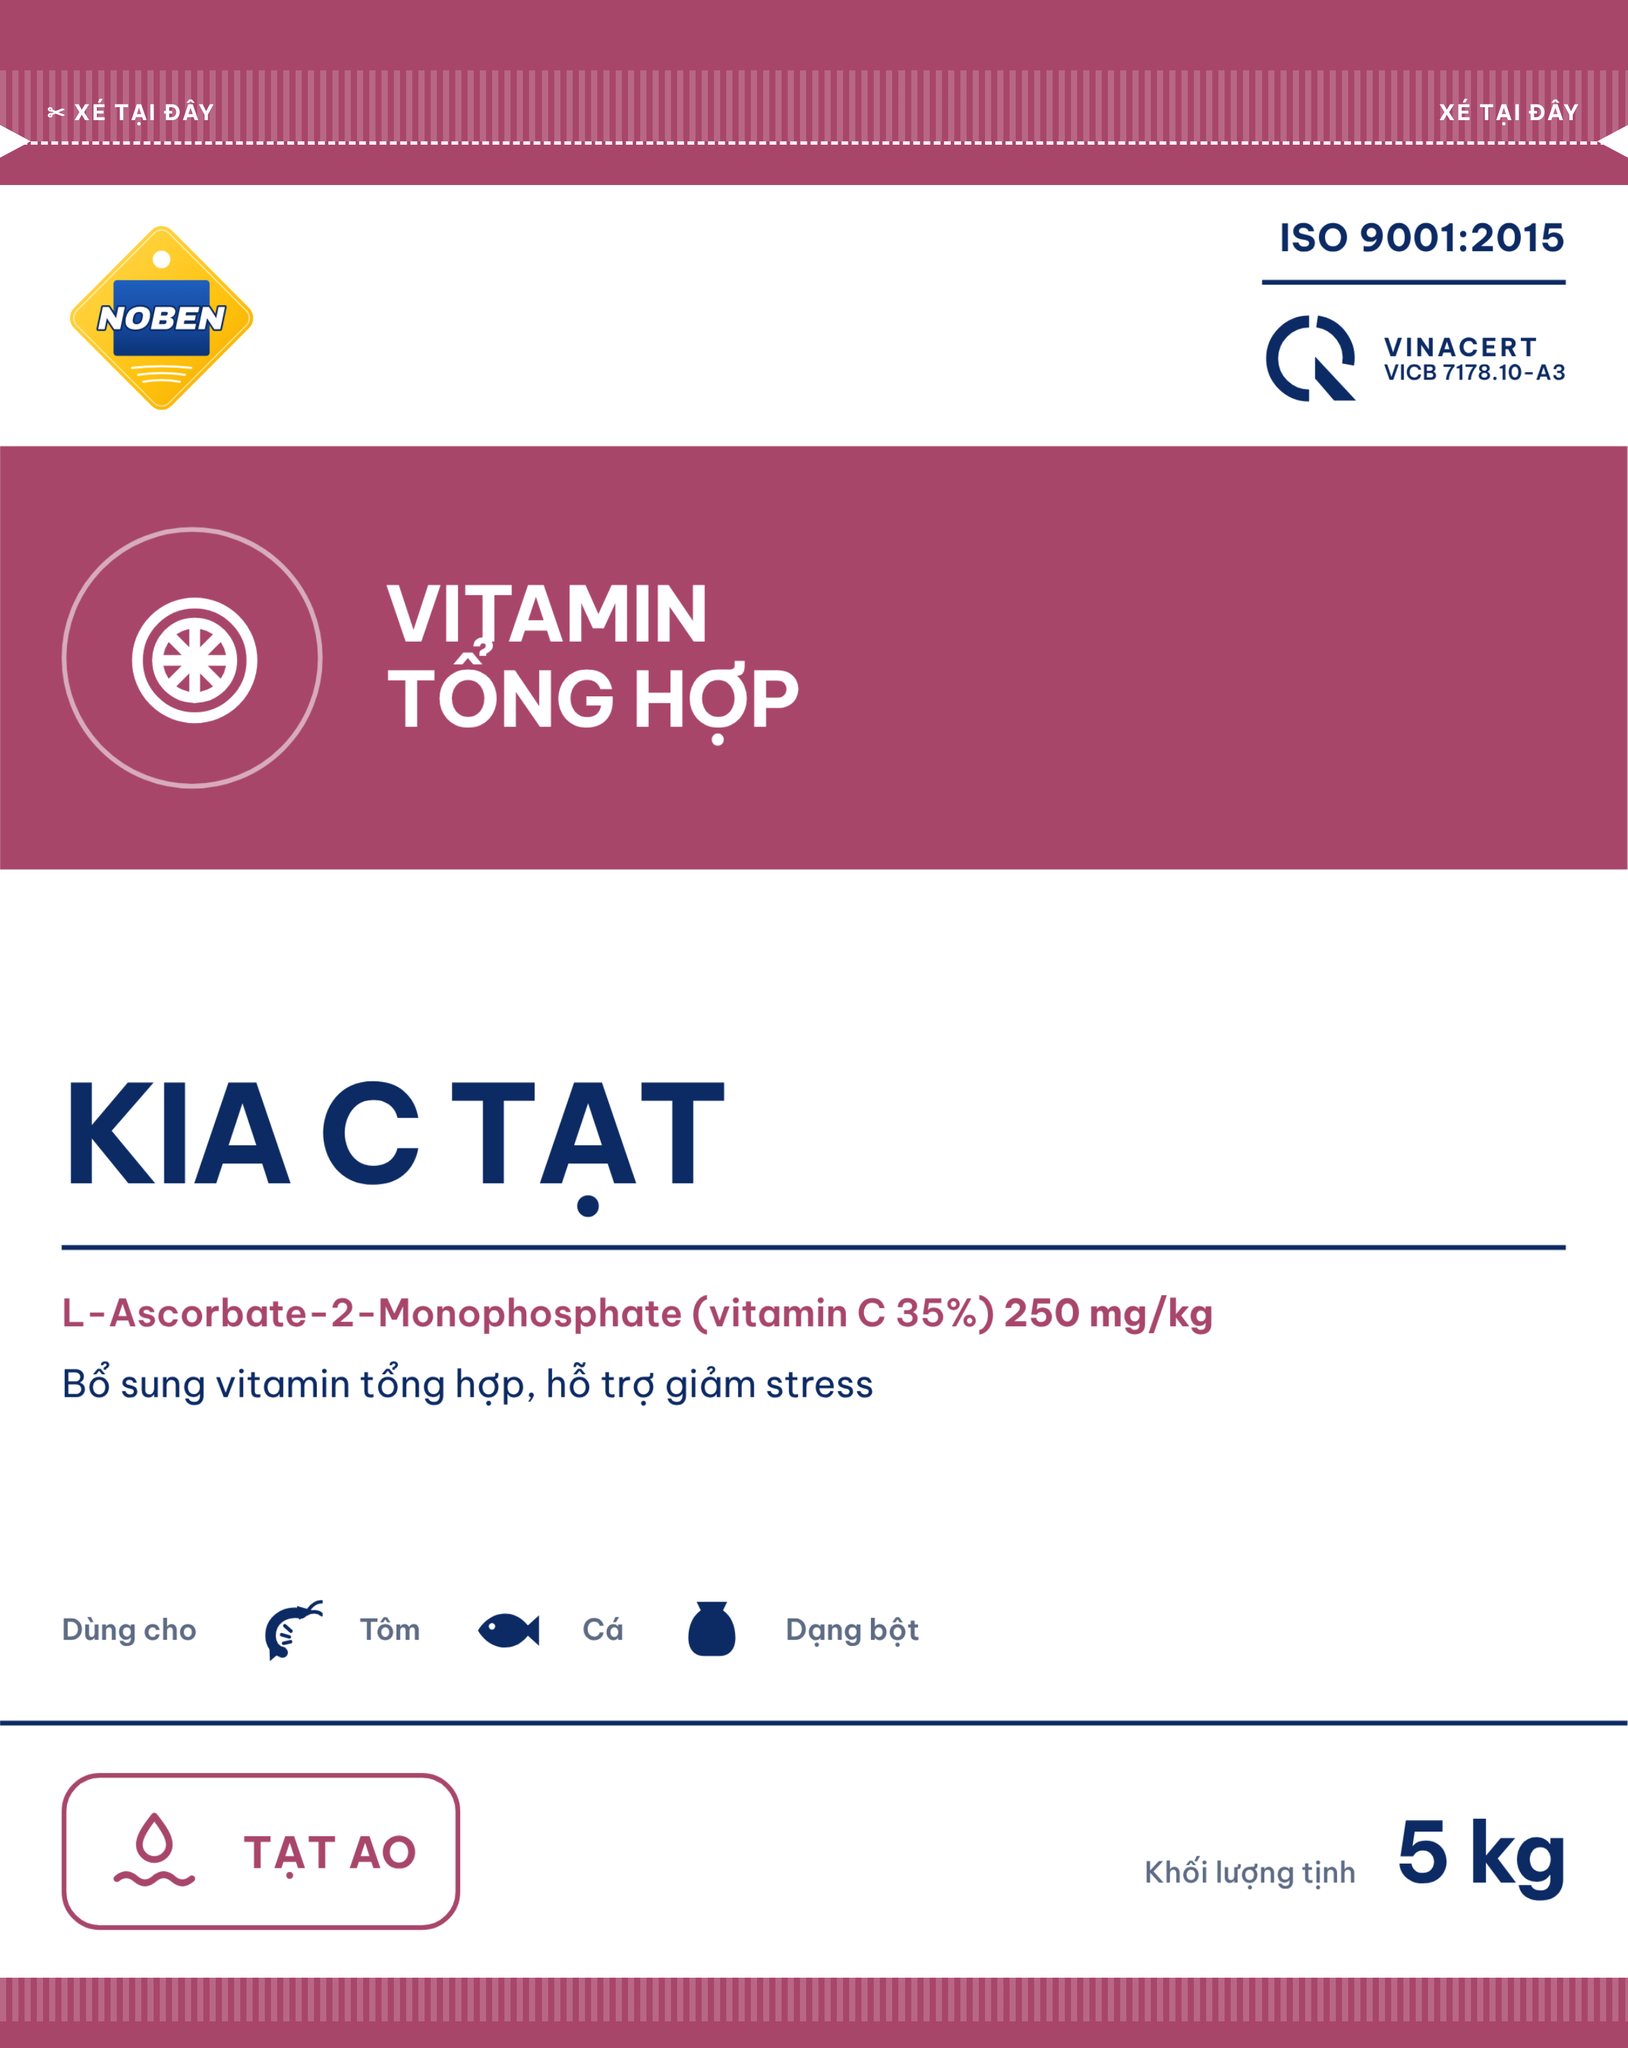 ✂ XÉ TẠI ĐÂY
XÉ TẠI ĐÂY
NOBEN
ISO 9001:2015
VINACERT
VICB 7178.10-A3
VITAMIN
TỔNG HỢP
KIA C TẠT
L-Ascorbate-2-Monophosphate (vitamin C 35%) 250 mg/kg
Bổ sung vitamin tổng hợp, hỗ trợ giảm stress
Dùng cho Tôm Cá Dạng bột
TẠT AO
Khối lượng tịnh 5 kg